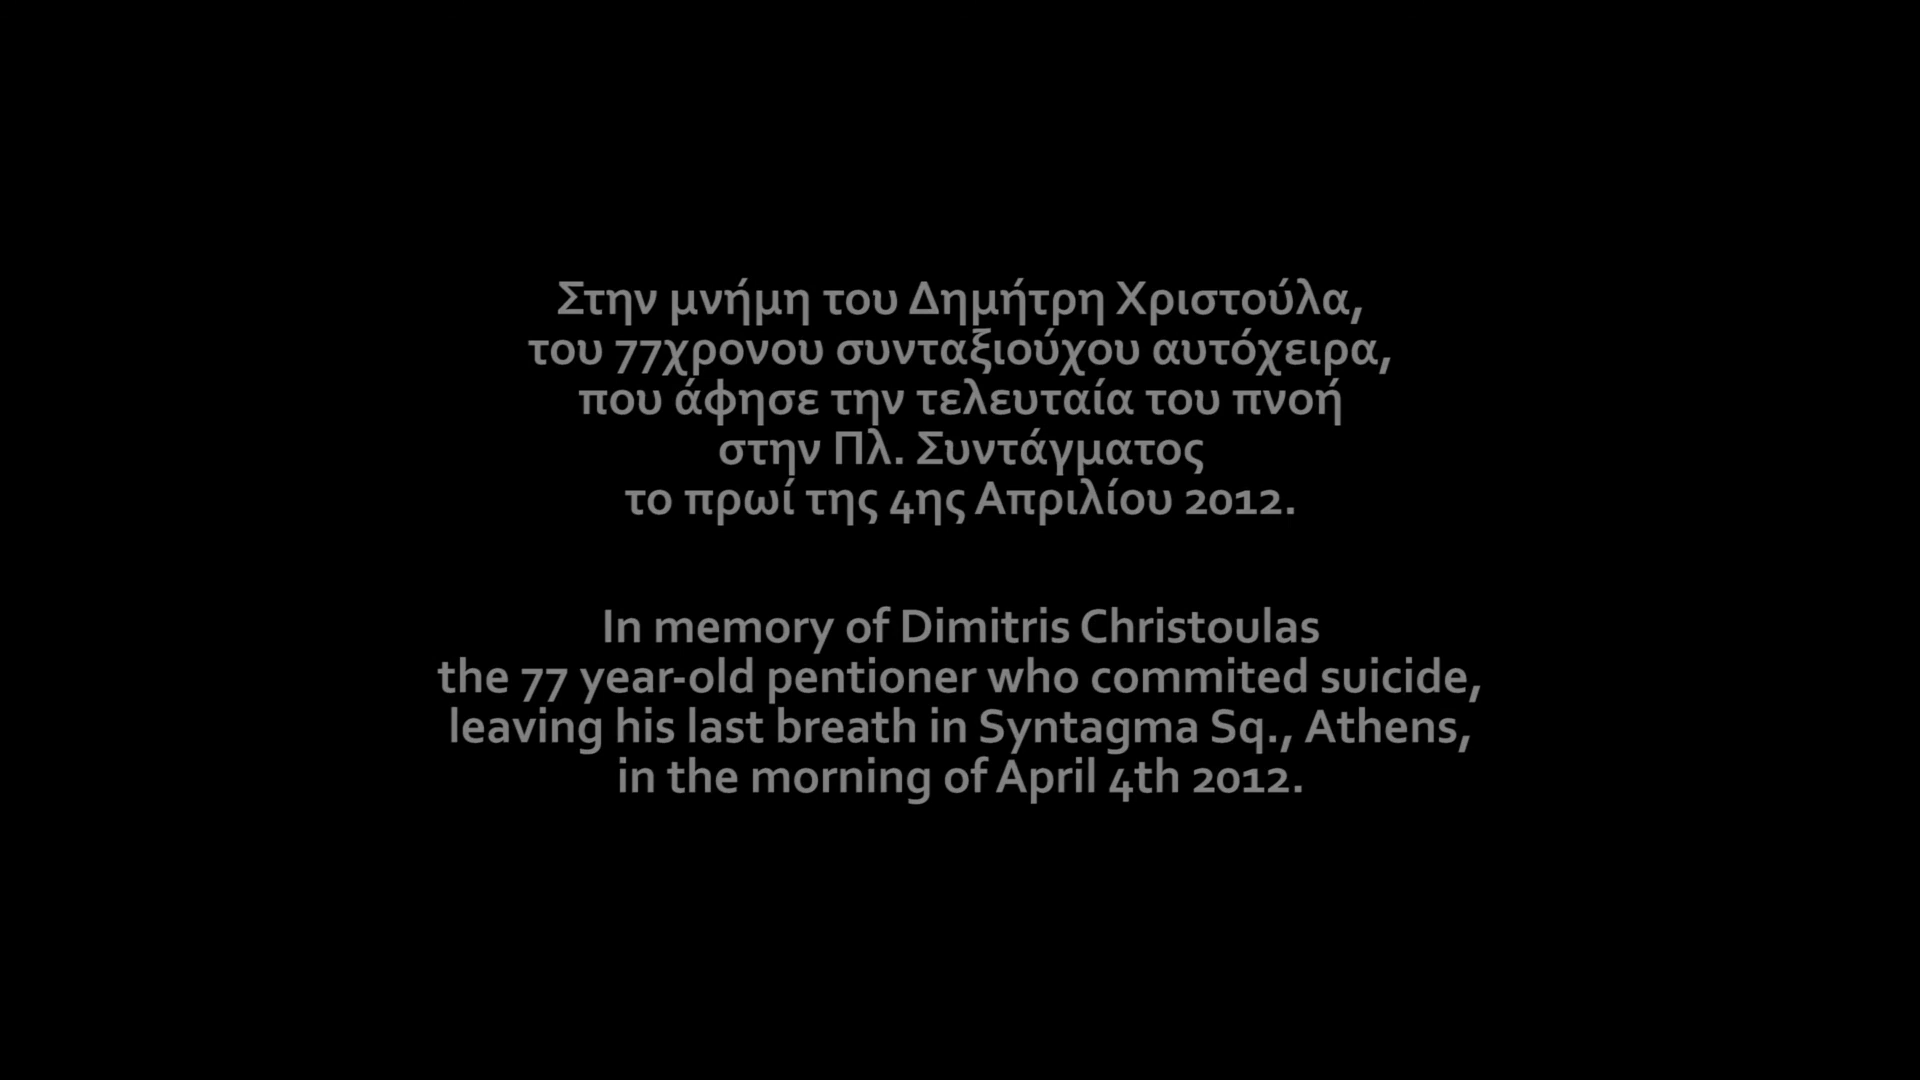 Στην μνήμη του Δημήτρη Χριστούλα,
του 77χρονου συνταξιούχου αυτόχειρα,
που άφησε την τελευταία του πνοή
στην Πλ. Συντάγματος
το πρωί της 4ης Απριλίου 2012.
In memory of Dimitris Christoulas
the 77 year-old pentioner who commited suicide,
leaving his last breath in Syntagma Sq., Athens,
in the morning of April 4th 2012.